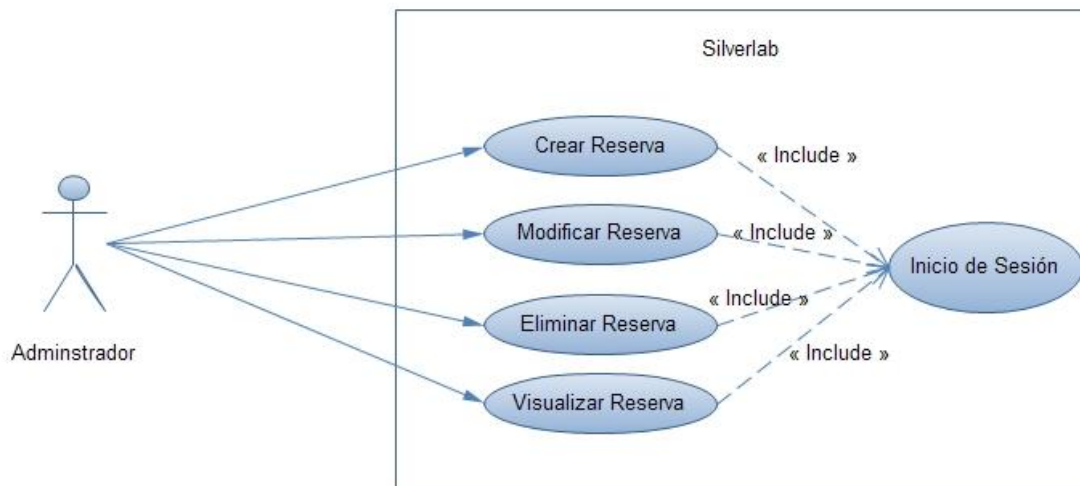 Silverlab
Crear Reserva
« Include »
Modificar Reserva
« Include »
Inicio de Sesión
« Include »
Eliminar Reserva
Adminstrador
« Include »
Visualizar Reserva